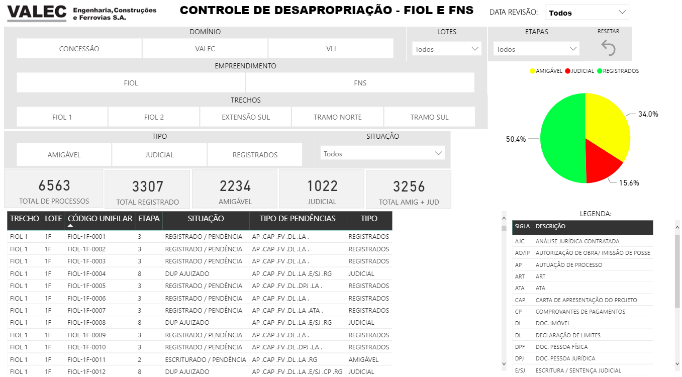 VALEC Engenharia, Construções e Ferrovias S.A.
CONTROLE DE DESAPROPRIAÇÃO - FIOL E FNS
DATA REVISÃO: Todos
DOMÍNIO
CONCESSÃO VALEC VLI
LOTES
Todos
ETAPAS
Todos
RESETAR
EMPREENDIMENTO
FIOL FNS
TRECHOS
FIOL 1 FIOL 2 EXTENSÃO SUL TRAMO NORTE TRAMO SUL
TIPO
AMIGÁVEL JUDICIAL REGISTRADOS
SITUAÇÃO
Todos
AMIGÁVEL JUDICIAL REGISTRADOS
34.0%
50.4%
15.6%
6563 3307 2234 1022 3256
TOTAL DE PROCESSOS TOTAL REGISTRADO AMIGÁVEL JUDICIAL TOTAL AMIG + JUD
TRECHO LOTE CÓDIGO UNIFILAR ETAPA SITUAÇÃO TIPO DE PENDÊNCIAS TIPO
FIOL 1 1F FIOL-1F-0001 3 REGISTRADO / PENDÊNCIA AP .CAP .FV .DL .LA . REGISTRADOS
FIOL 1 1F FIOL-1F-0002 3 REGISTRADO / PENDÊNCIA AP .CAP .FV .DL .LA . REGISTRADOS
FIOL 1 1F FIOL-1F-0003 3 REGISTRADO / PENDÊNCIA AP .CAP .FV .DL .LA . REGISTRADOS
FIOL 1 1F FIOL-1F-0004 8 DUP AJUIZADO AP .CAP .FV .DL .LA .E/SJ .RG JUDICIAL
FIOL 1 1F FIOL-1F-0005 3 REGISTRADO / PENDÊNCIA AP .CAP .FV .DL .DPJ .LA . REGISTRADOS
FIOL 1 1F FIOL-1F-0006 3 REGISTRADO / PENDÊNCIA AP .CAP .FV .DL .LA . REGISTRADOS
FIOL 1 1F FIOL-1F-0007 3 REGISTRADO / PENDÊNCIA AP .CAP .FV .DL .LA .ATA . REGISTRADOS
FIOL 1 1F FIOL-1F-0008 8 DUP AJUIZADO AP .CAP .FV .DL .LA .E/SJ .RG JUDICIAL
FIOL 1 1F FIOL-1F-0009 3 REGISTRADO / PENDÊNCIA AP .CAP .FV .DL .LA . REGISTRADOS
FIOL 1 1F FIOL-1F-0010 3 REGISTRADO / PENDÊNCIA AP .CAP .FV .DL .DPJ .LA . REGISTRADOS
FIOL 1 1F FIOL-1F-0011 2 ESCRITURADO / PENDÊNCIA AP .CAP .FV .DL .LA .RG AMIGÁVEL
FIOL 1 1F FIOL-1F-0012 8 DUP AJUIZADO AP .CAP .FV .DL .LA .E/SJ .CP .RG JUDICIAL
LEGENDA:
SIGLA DESCRIÇÃO
AJC ANÁLISE JURÍDICA CONTRATADA
AO/IP AUTORIZAÇÃO DE OBRA/ IMISSÃO DE POSSE
AP AUTUAÇÃO DE PROCESSO
ART ART
ATA ATA
CAP CARTA DE APRESENTAÇÃO DO PROJETO
CP COMPROVANTES DE PAGAMENTOS
DI DOC. IMÓVEL
DL DECLARAÇÃO DE LIMITES
DPF DOC. PESSOA FÍSICA
DPJ DOC. PESSOA JURÍDICA
E/SJ ESCRITURA / SENTENÇA JUDICIAL